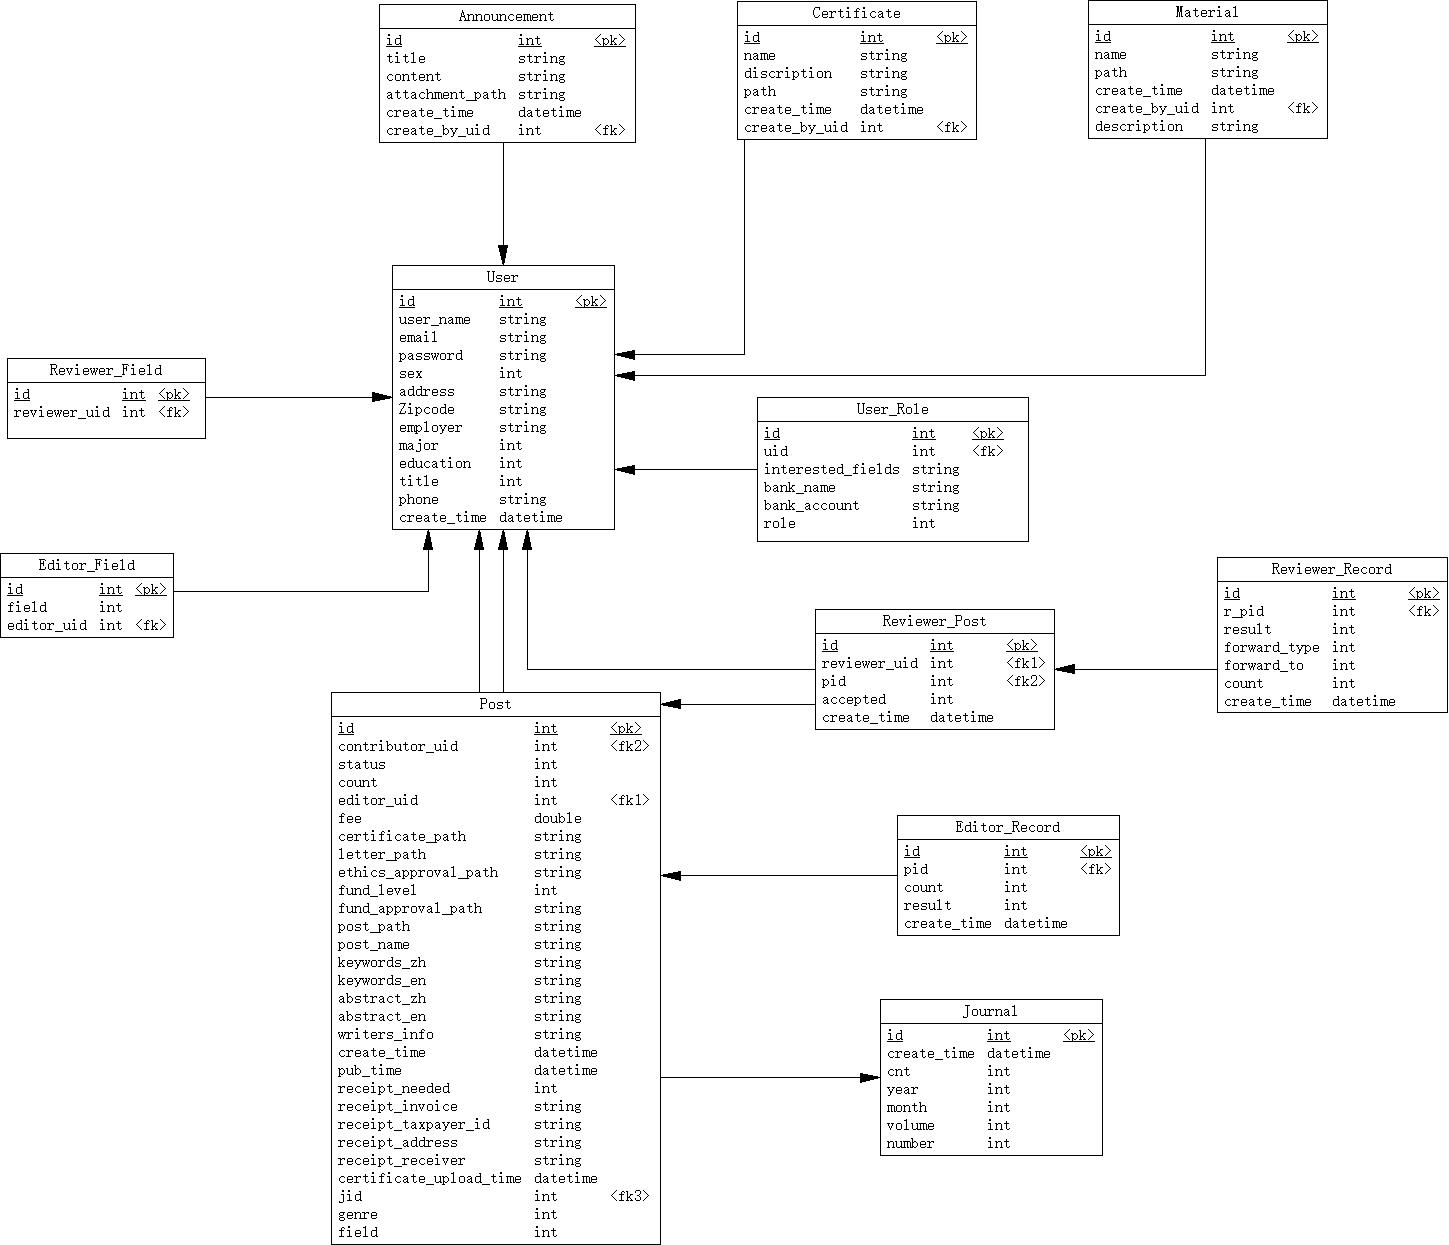 Announcement
id int <pk>
title string
content string
attachment_path string
create_time datetime
create_by_uid int <fk>
Certificate
id int <pk>
name string
discription string
path string
create_time datetime
create_by_uid int <fk>
Material
id int <pk>
name string
path string
create_time datetime
create_by_uid int <fk>
description string
User
id int <pk>
user_name string
email string
password string
sex int
address string
Zipcode string
employer string
major int
education int
title int
phone string
create_time datetime
Reviewer_Field
id int <pk>
reviewer_uid int <fk>
User_Role
id int <pk>
uid int <fk>
interested_fields string
bank_name string
bank_account string
role int
Editor_Field
id int <pk>
field int
editor_uid int <fk>
Reviewer_Post
id int <pk>
reviewer_uid int <fk1>
pid int <fk2>
accepted int
create_time datetime
Reviewer_Record
id int <pk>
r_pid int <fk>
result int
forward_type int
forward_to int
count int
create_time datetime
Post
id int <pk>
contributor_uid int <fk2>
status int
count int
editor_uid int <fk1>
fee double
certificate_path string
letter_path string
ethics_approval_path string
fund_level int
fund_approval_path string
post_path string
post_name string
keywords_zh string
keywords_en string
abstract_zh string
abstract_en string
writers_info string
create_time datetime
pub_time datetime
receipt_needed int
receipt_invoice string
receipt_taxpayer_id string
receipt_address string
receipt_receiver string
certificate_upload_time datetime
jid int <fk3>
genre int
field int
Editor_Record
id int <pk>
pid int <fk>
count int
result int
create_time datetime
Journal
id int <pk>
create_time datetime
cnt int
year int
month int
volume int
number int